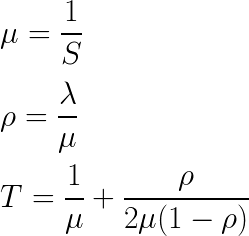 μ = 1/S
ρ = λ/μ
T = 1/μ + ρ/(2μ(1 − ρ))